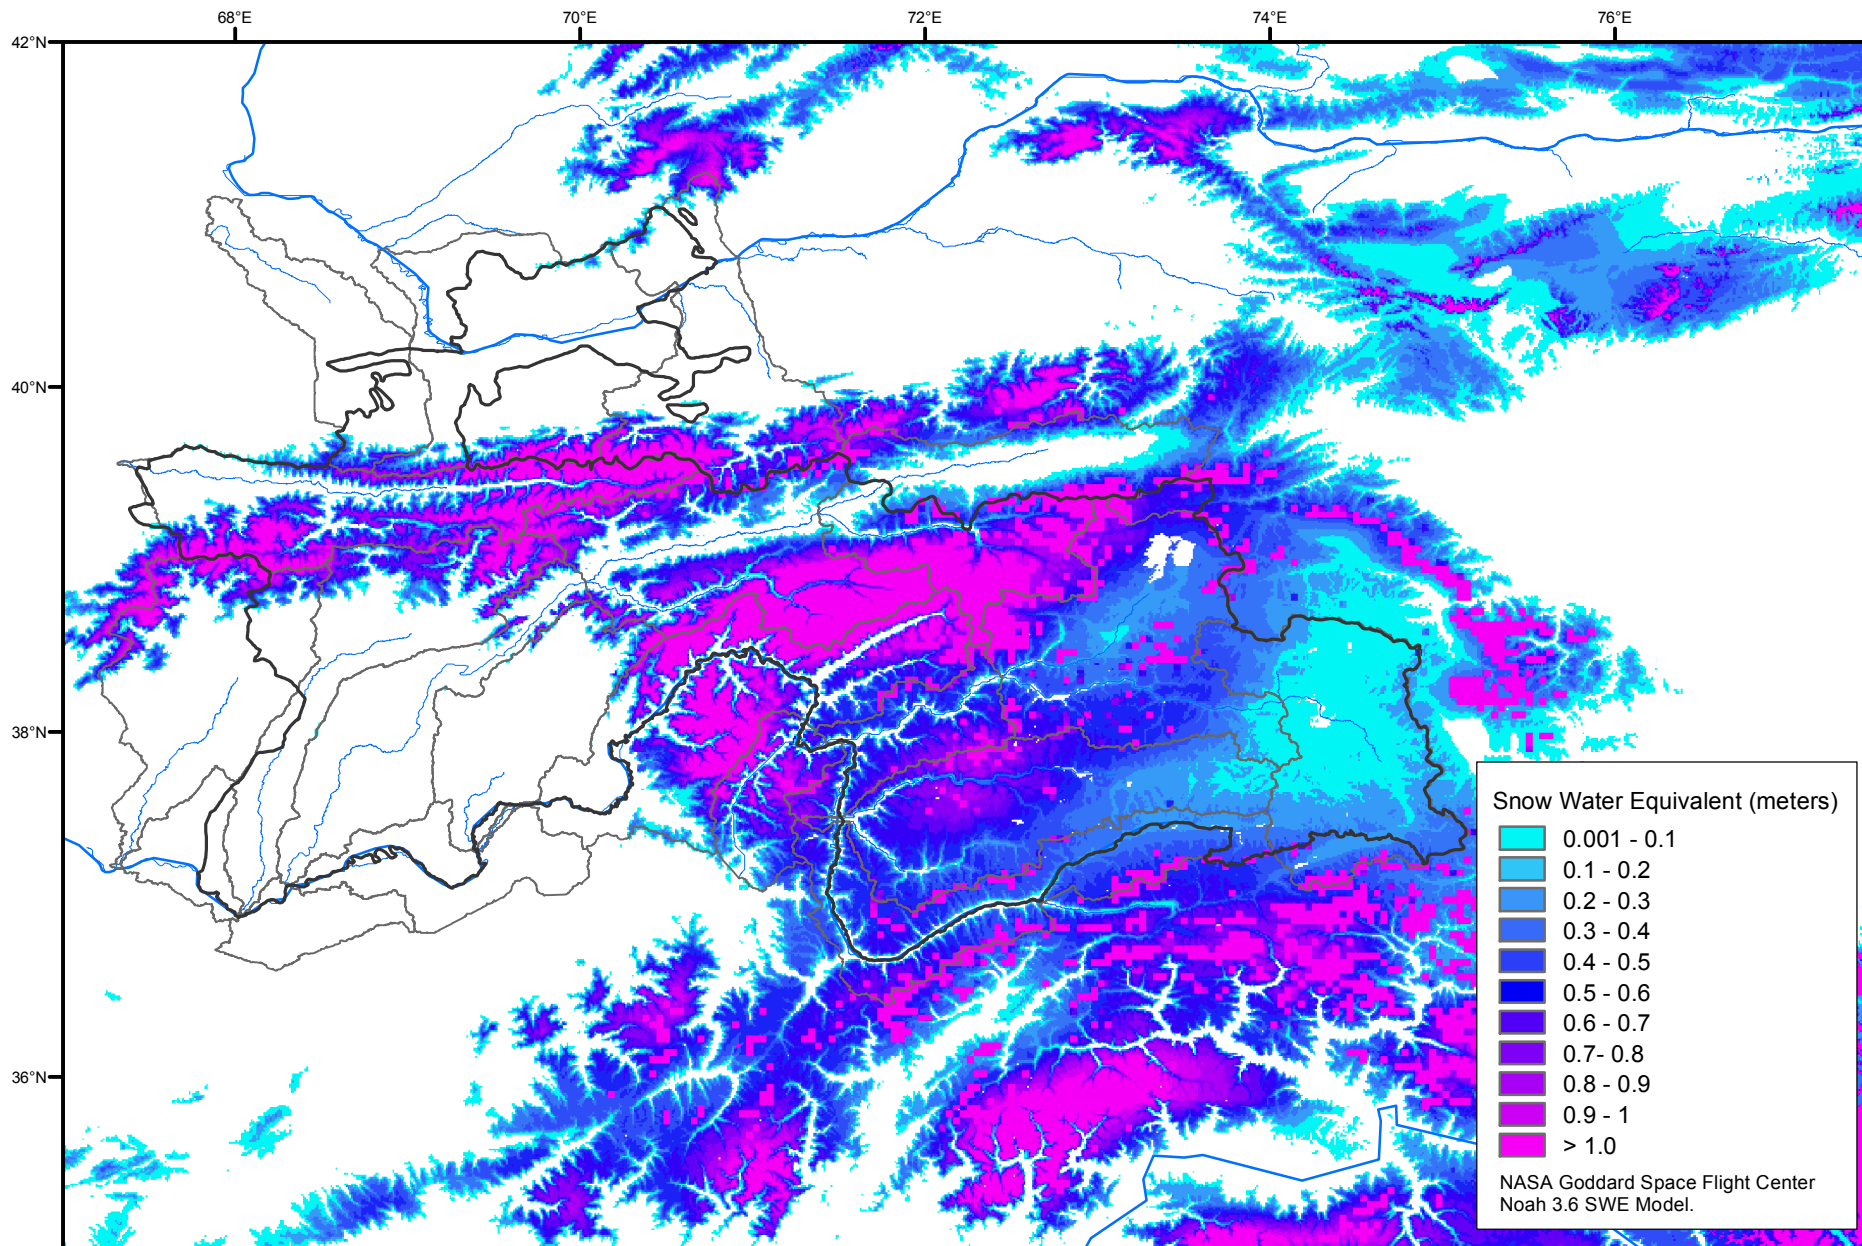 68°E
70°E
72°E
74°E
76°E
42°N
40°N
38°N
36°N
Snow Water Equivalent (meters)
0.001 - 0.1
0.1 - 0.2
0.2 - 0.3
0.3 - 0.4
0.4 - 0.5
0.5 - 0.6
0.6 - 0.7
0.7- 0.8
0.8 - 0.9
0.9 - 1
> 1.0
NASA Goddard Space Flight Center
Noah 3.6 SWE Model.